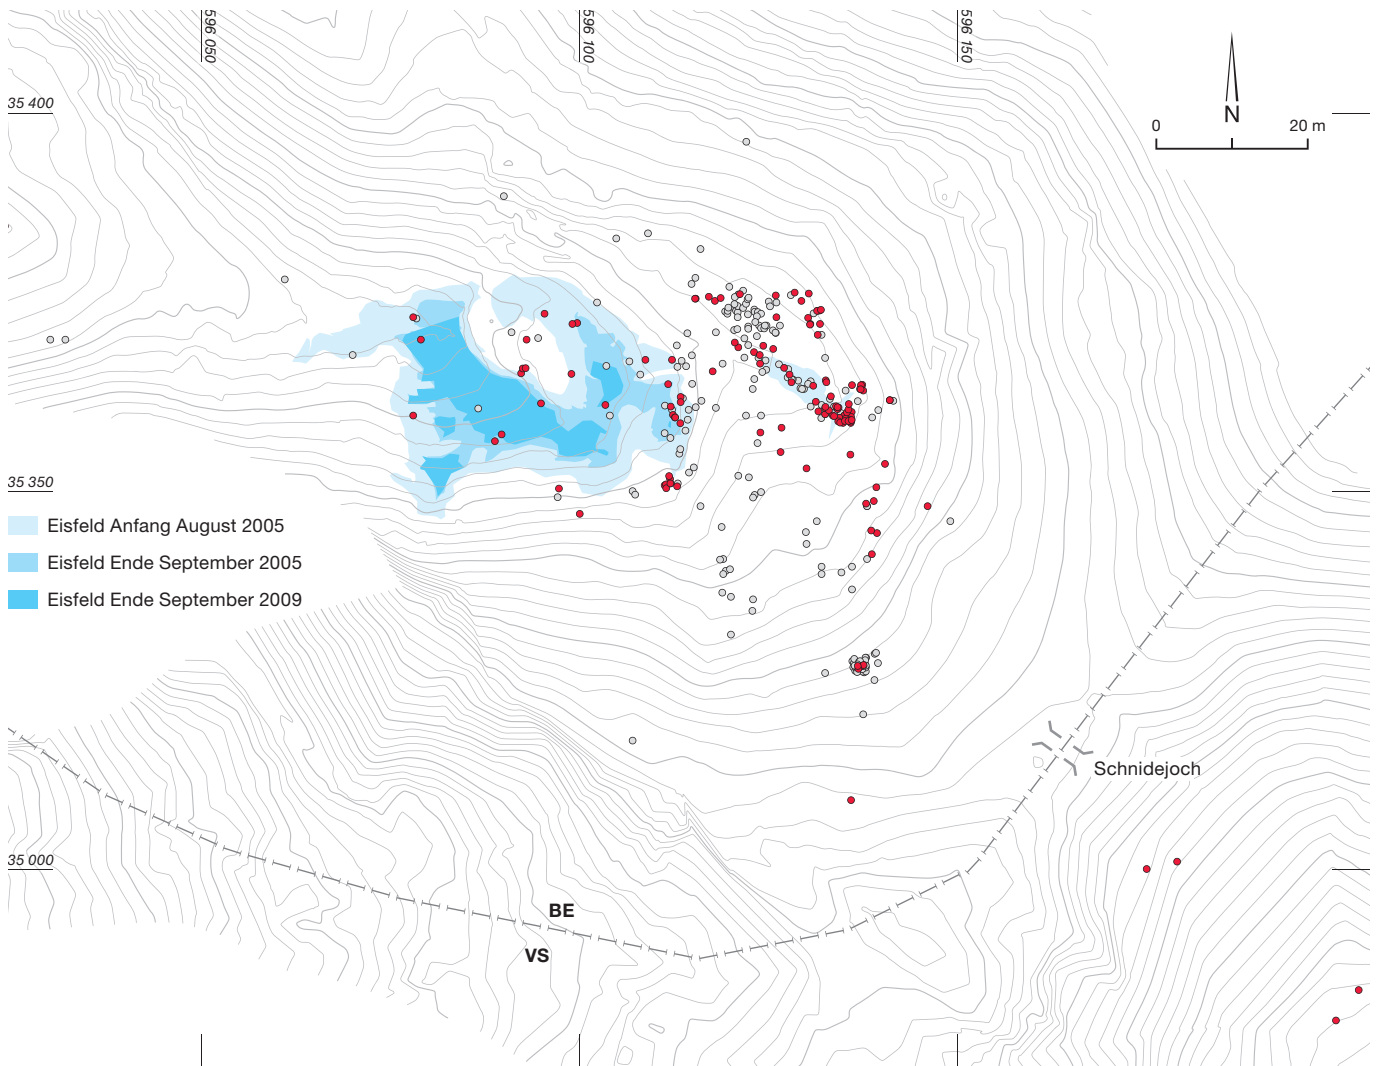 596 050
596 100
596 150
35 400
N
0 20 m
35 350
Eisfeld Anfang August 2005
Eisfeld Ende September 2005
Eisfeld Ende September 2009
Schnidejoch
35 000
BE
VS